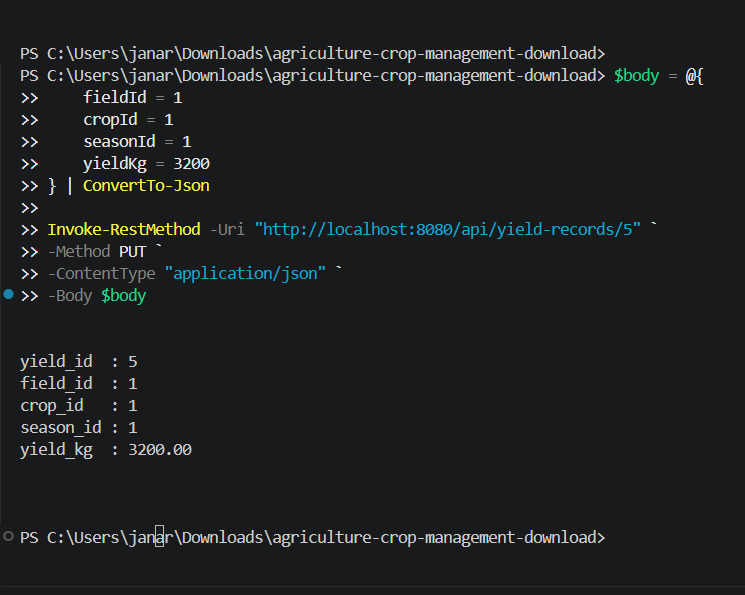 PS C:\Users\janar\Downloads\agriculture-crop-management-download>
PS C:\Users\janar\Downloads\agriculture-crop-management-download> $body = @{
>>     fieldId = 1
>>     cropId = 1
>>     seasonId = 1
>>     yieldKg = 3200
>> } | ConvertTo-Json
>>
>> Invoke-RestMethod -Uri "http://localhost:8080/api/yield-records/5" `
>> -Method PUT `
>> -ContentType "application/json" `
>> -Body $body
yield_id  : 5
field_id  : 1
crop_id   : 1
season_id : 1
yield_kg  : 3200.00
PS C:\Users\janar\Downloads\agriculture-crop-management-download>